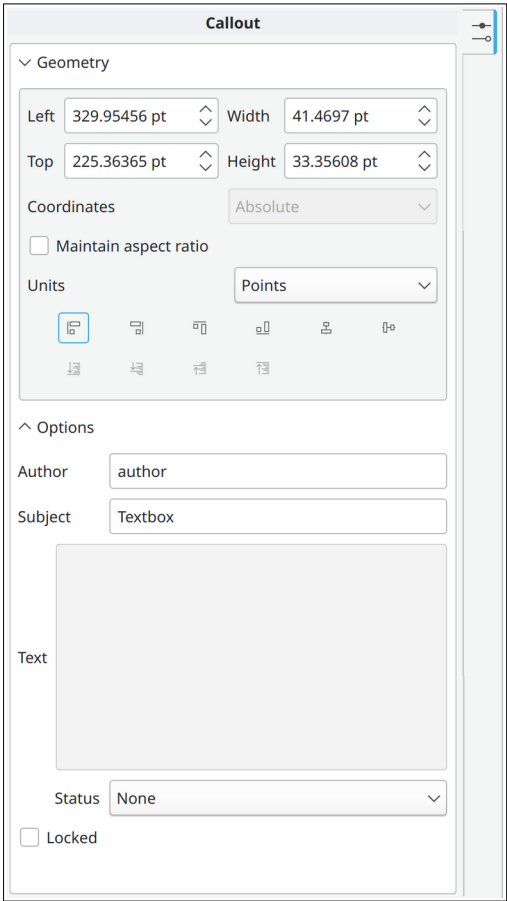 Callout
Geometry
Left 329.95456 pt Width 41.4697 pt
Top 225.36365 pt Height 33.35608 pt
Coordinates Absolute
Maintain aspect ratio
Units Points
Options
Author author
Subject Textbox
Text
Status None
Locked